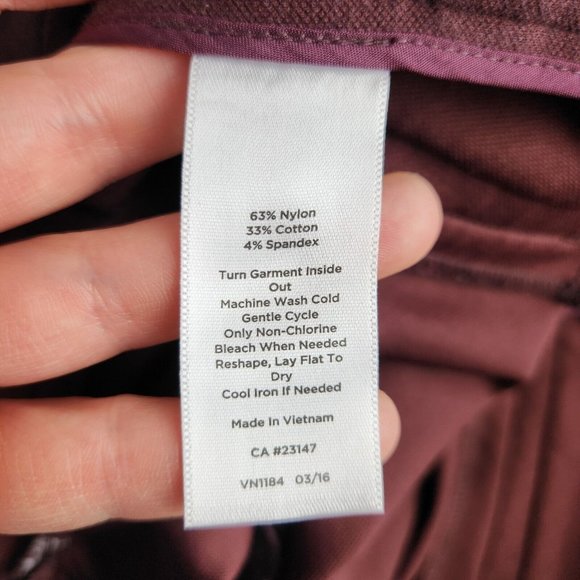 63% Nylon
33% Cotton
4% Spandex
Turn Garment Inside
Out
Machine Wash Cold
Gentle Cycle
Only Non-Chlorine
Bleach When Needed
Reshape, Lay Flat To
Dry
Cool Iron If Needed
Made In Vietnam
CA #23147
VN1184 03/16